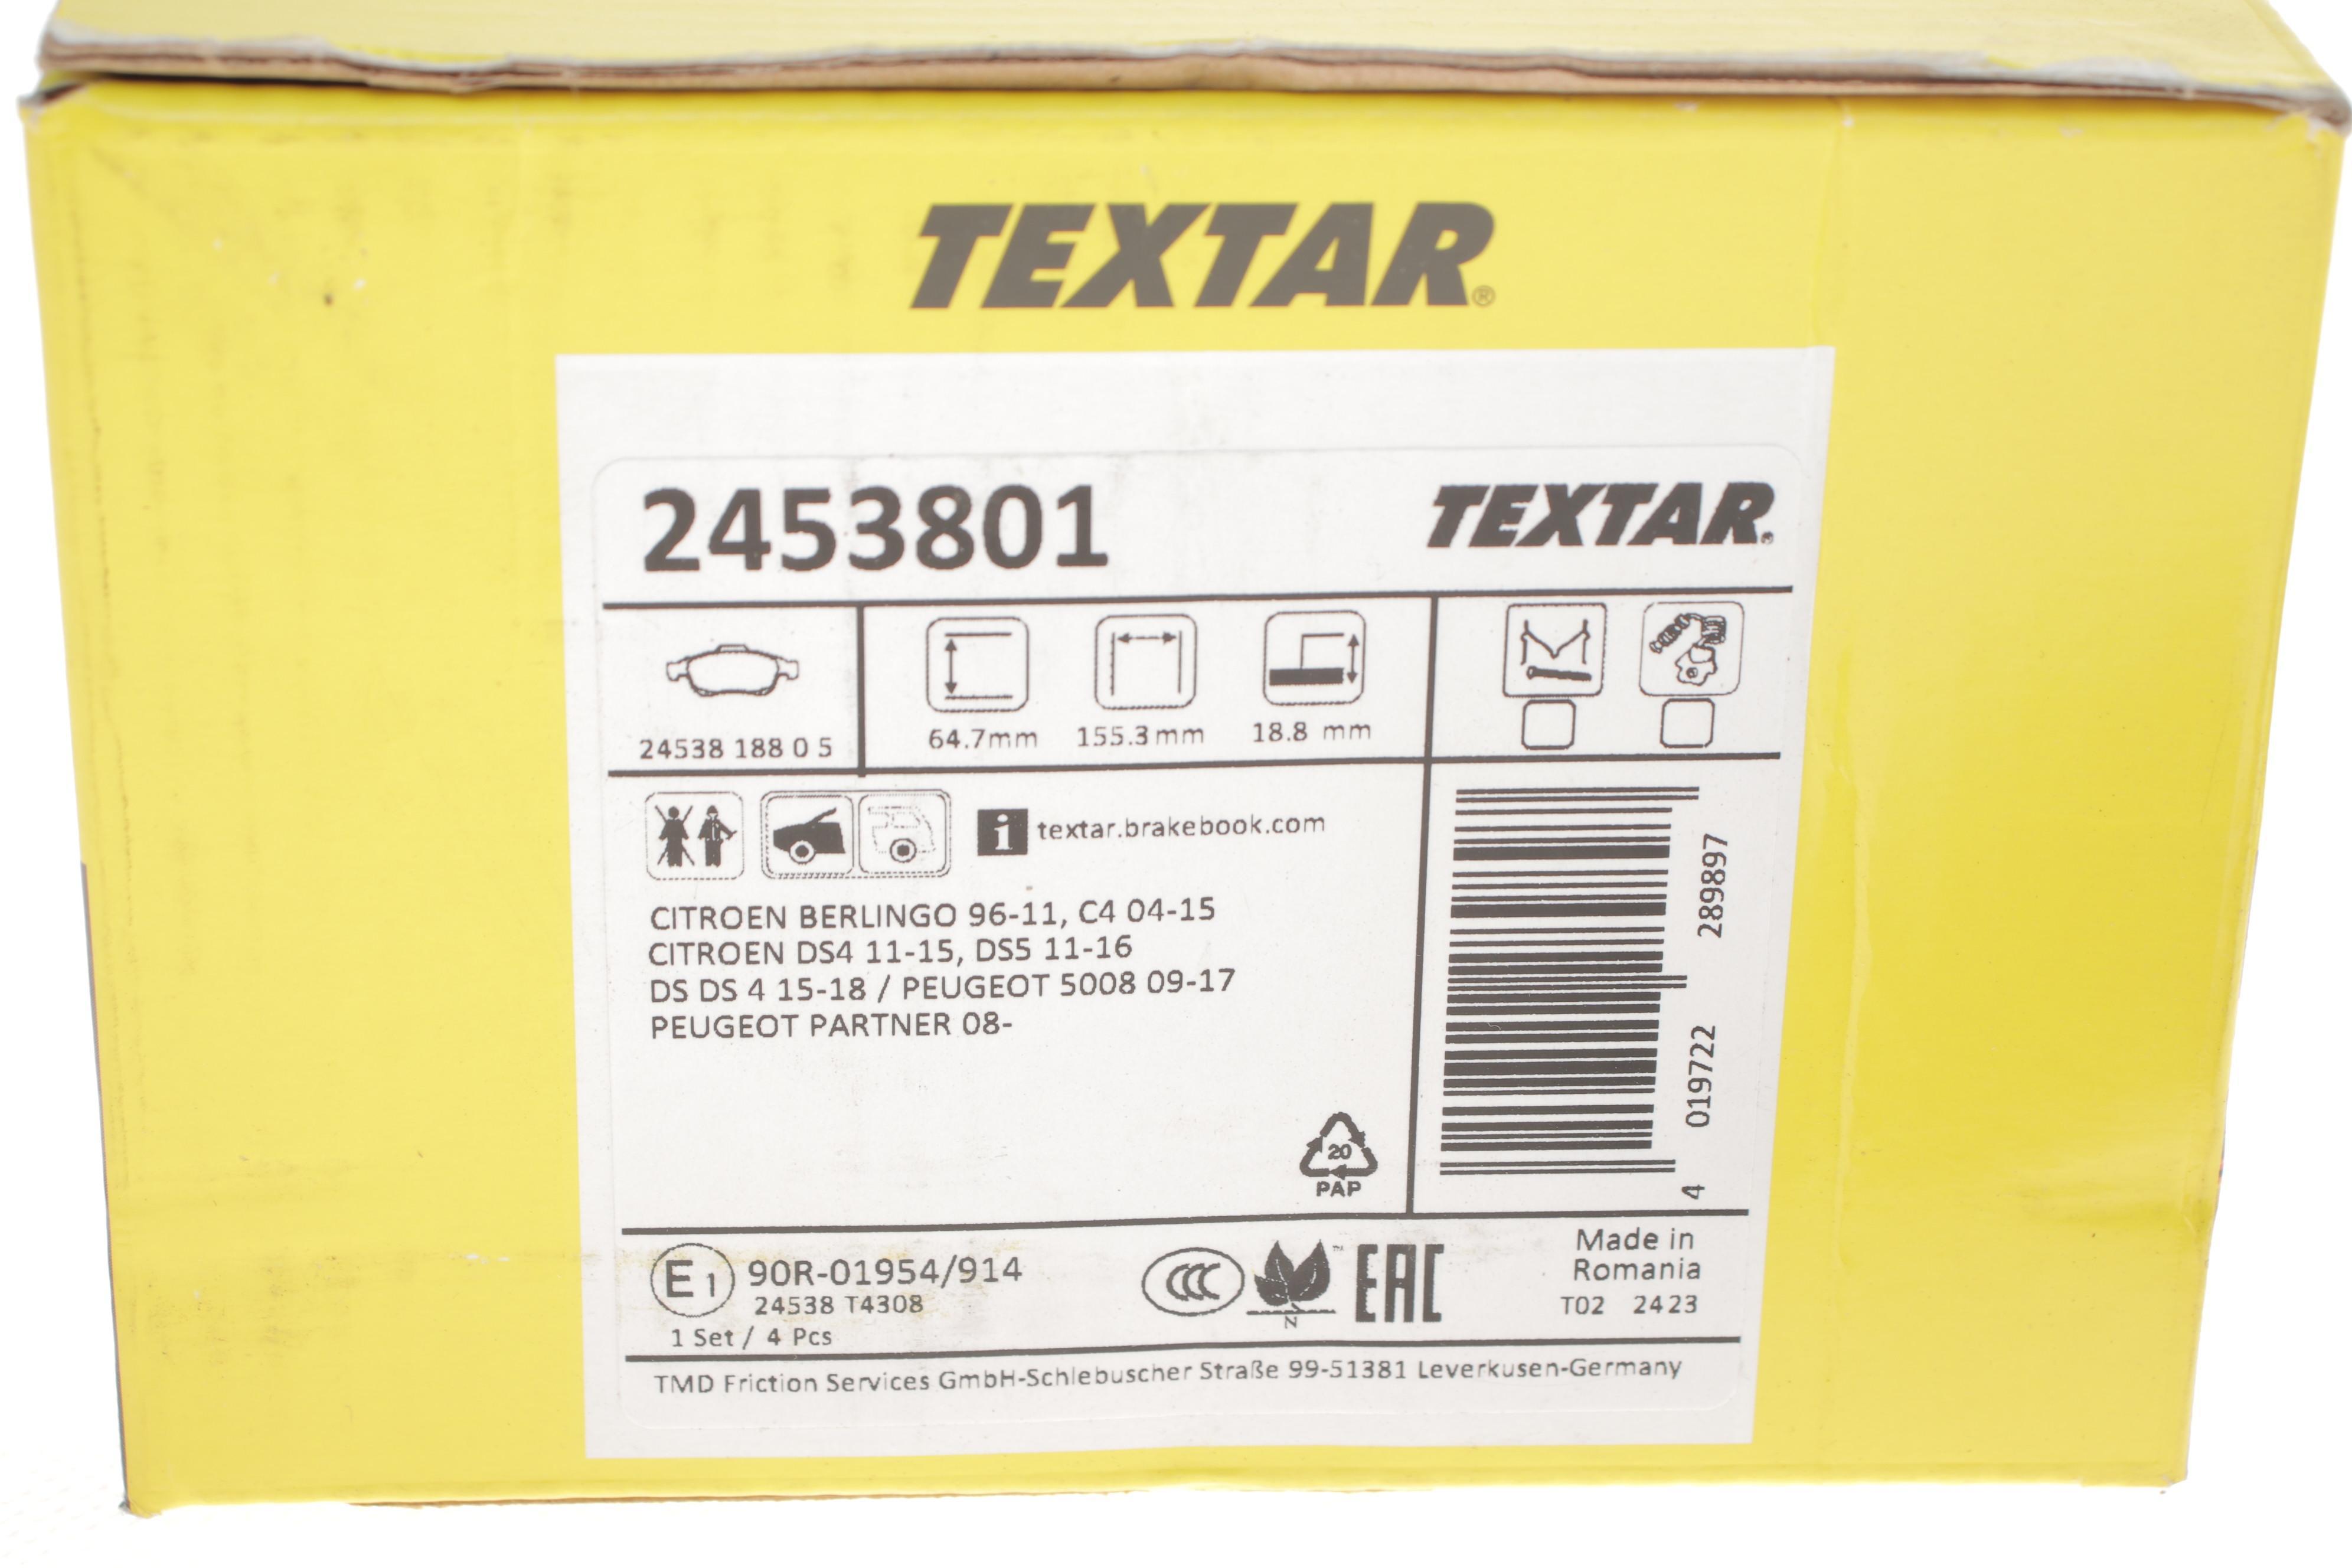 TEXTAR®
2453801
TEXTAR®
24538 188 0 5
64.7mm
155.3mm
18.8 mm
i textar.brakebook.com
CITROEN BERLINGO 96-11, C4 04-15
CITROEN DS4 11-15, DS5 11-16
DS DS 4 15-18 / PEUGEOT 5008 09-17
PEUGEOT PARTNER 08-
20
PAP
4 019722 289897
E1 90R-01954/914
24538 T4308
1 Set / 4 Pcs
CCC
N
EAC
Made in
Romania
T02 2423
TMD Friction Services GmbH-Schlebuscher Straße 99-51381 Leverkusen-Germany